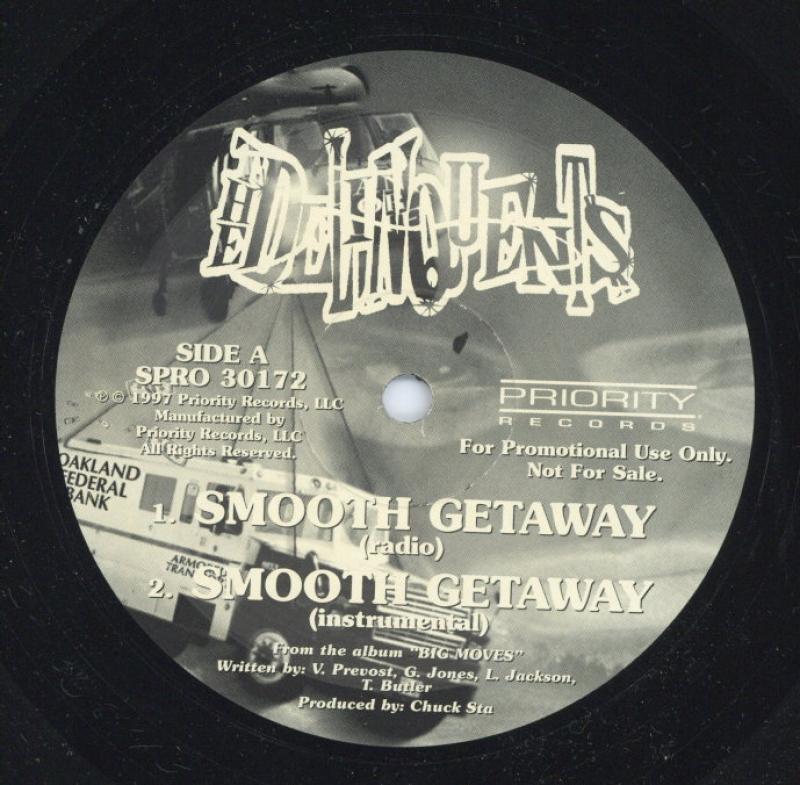 THE DELINQUENTS
SIDE A
SPRO 30172
℗ © 1997 Priority Records, LLC
Manufactured by
Priority Records, LLC
All Rights Reserved.
PRIORITY
RECORDS
For Promotional Use Only.
Not For Sale.
OAKLAND
FEDERAL
BANK
ARMORED
1. SMOOTH GETAWAY
(radio)
2. SMOOTH GETAWAY
(instrumental)
From the album "BIG MOVES"
Written by: V. Prevost, G. Jones, L. Jackson,
T. Butler
Produced by: Chuck Sta